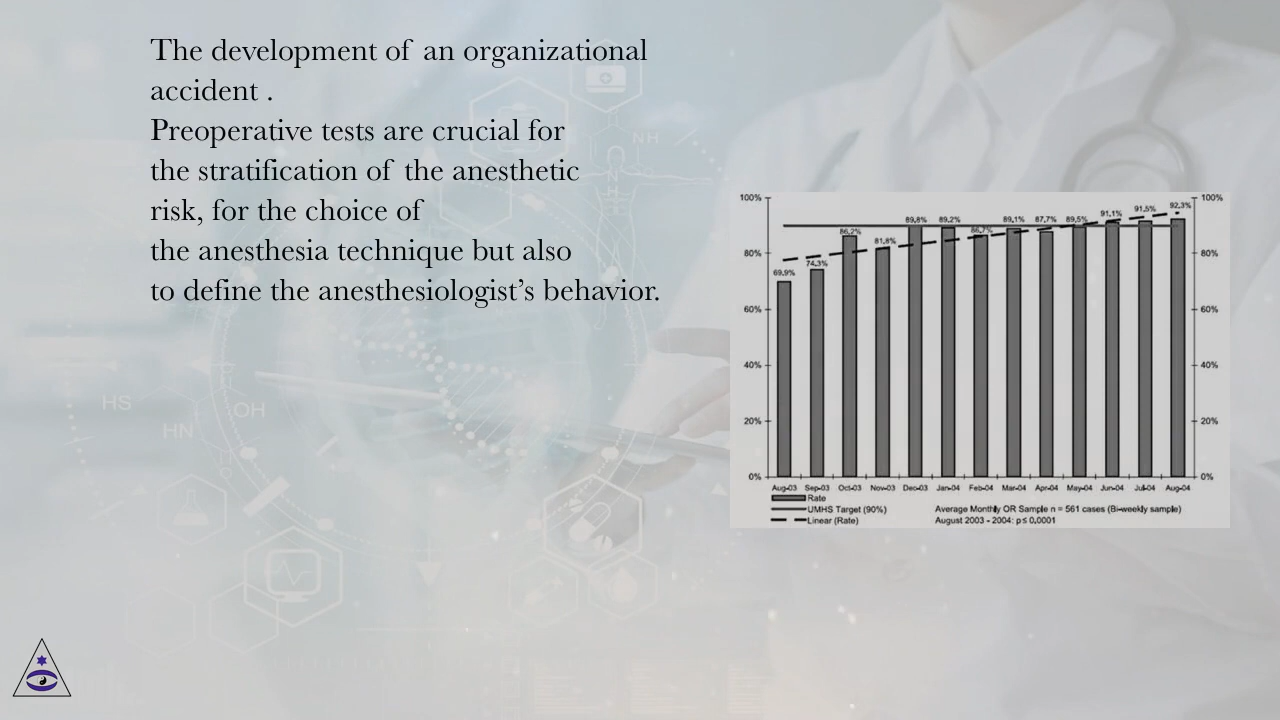 The development of an organizational
accident .
Preoperative tests are crucial for
the stratification of the anesthetic
risk, for the choice of
the anesthesia technique but also
to define the anesthesiologist’s behavior.
NH
HS
OH
HN
100% 100%
92,3%
91,5%
91,1%
89,8% 89,2% 89,1% 87,7% 89,5%
86,2% 86,7%
81,8%
80% 80%
74,3%
69,9%
60% 60%
40% 40%
20% 20%
0% 0%
Aug-03 Sep-03 Oct-03 Nov-03 Dec-03 Jan-04 Feb-04 Mar-04 Apr-04 May-04 Jun-04 Jul-04 Aug-04
Rate
UMHS Target (90%) Average Monthly OR Sample n = 561 cases (Bi-weekly sample)
Linear (Rate) August 2003 - 2004: p≤ 0,0001